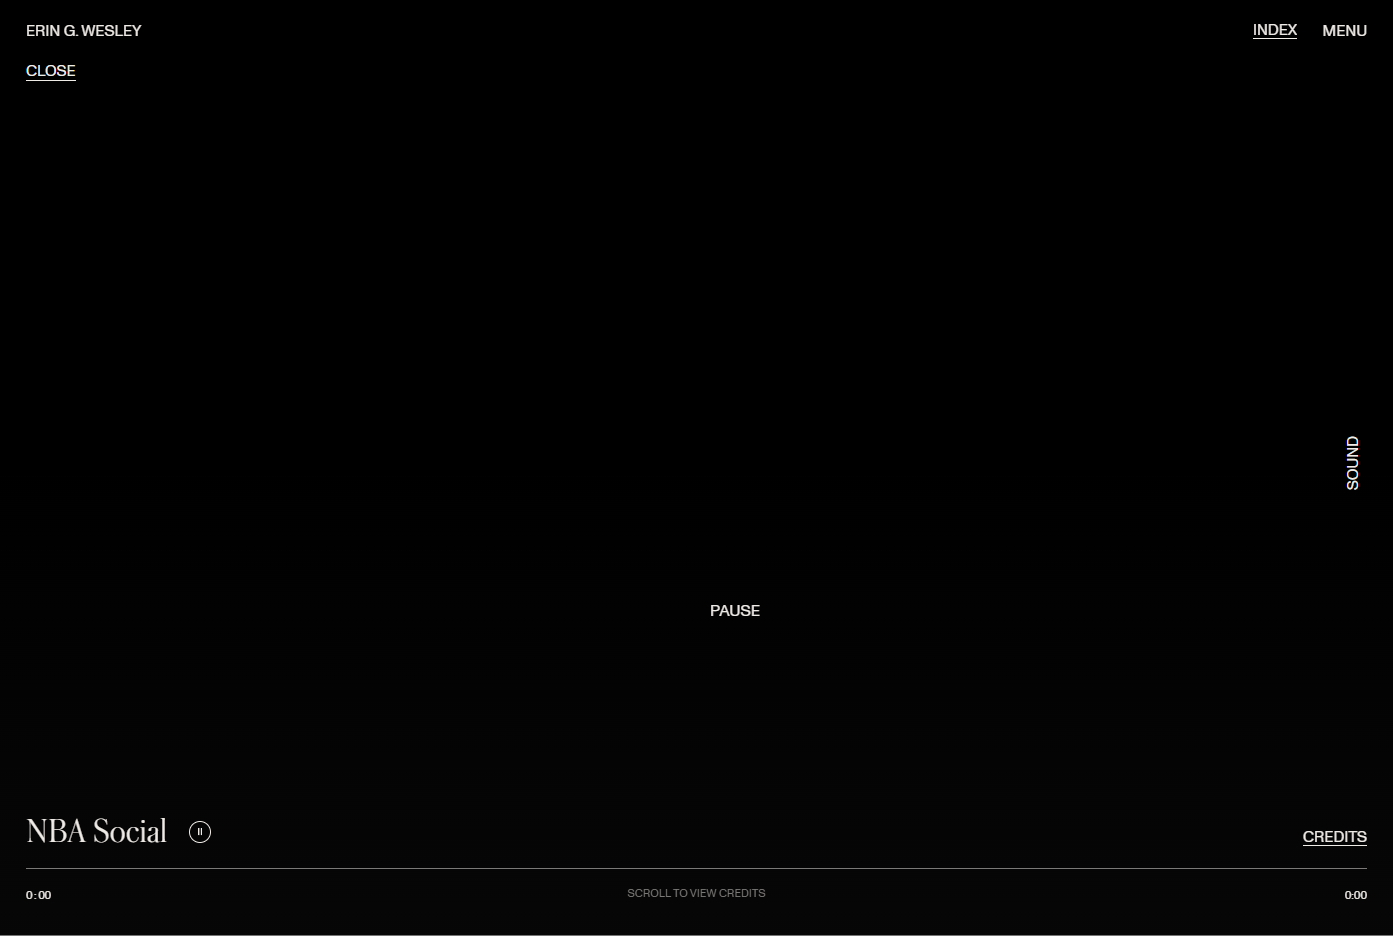 ERIN G. WESLEY
INDEX
MENU
CLOSE
SOUND
PAUSE
NBA Social
CREDITS
0:00
SCROLL TO VIEW CREDITS
0:00